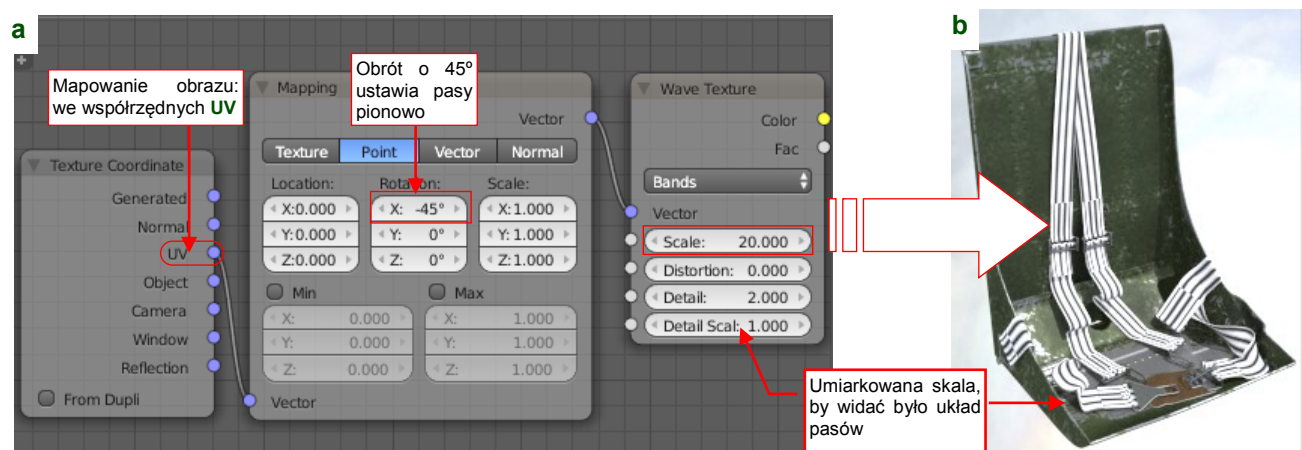 a
b
Mapowanie obrazu:
we współrzędnych UV
Obrót o 45º
ustawia pasy
pionowo
Texture Coordinate
Generated
Normal
UV
Object
Camera
Window
Reflection
From Dupli
Mapping
Vector
Texture Point Vector Normal
Location: Rotation: Scale:
X:0.000 X: -45° X:1.000
Y:0.000 Y: 0° Y:1.000
Z:0.000 Z: 0° Z:1.000
Min Max
X: 0.000 X: 1.000
Y: 0.000 Y: 1.000
Z: 0.000 Z: 1.000
Vector
Wave Texture
Color
Fac
Bands
Vector
Scale: 20.000
Distortion: 0.000
Detail: 2.000
Detail Scal: 1.000
Umiarkowana skala,
by widać było układ
pasów